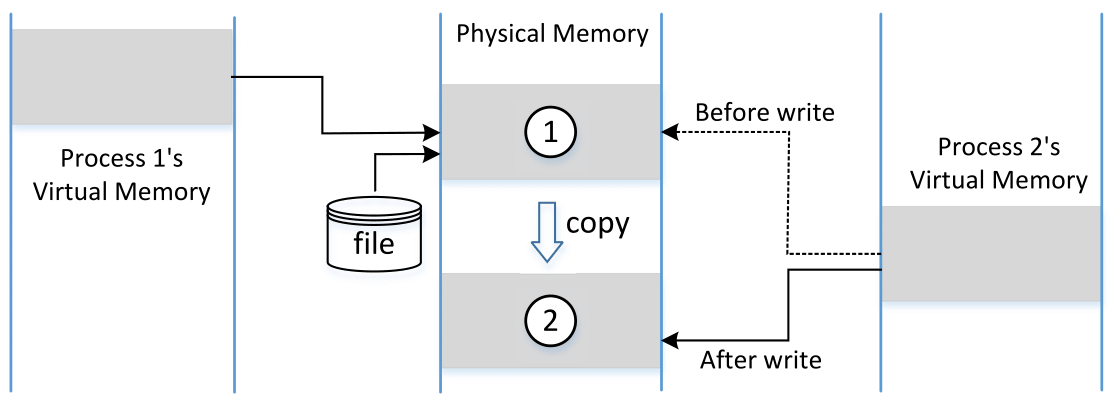 Physical Memory
Before write
1
Process 1's
Virtual Memory
Process 2's
Virtual Memory
file
copy
2
After write